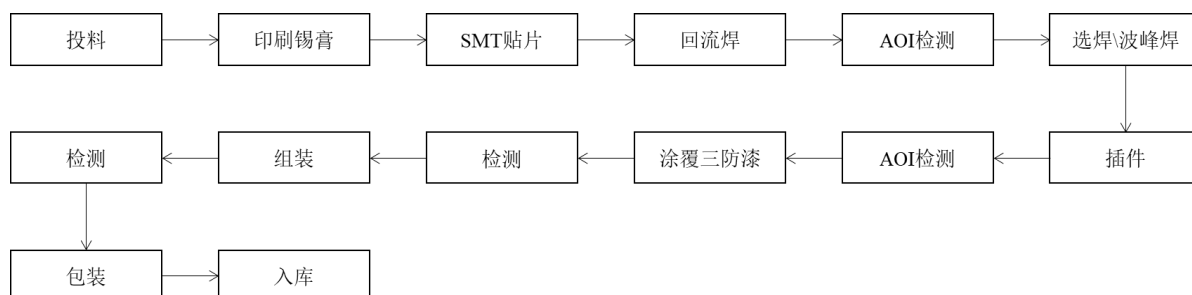 投料
印刷锡膏
SMT贴片
回流焊
AOI检测
选焊\波峰焊
插件
AOI检测
涂覆三防漆
检测
组装
检测
包装
入库